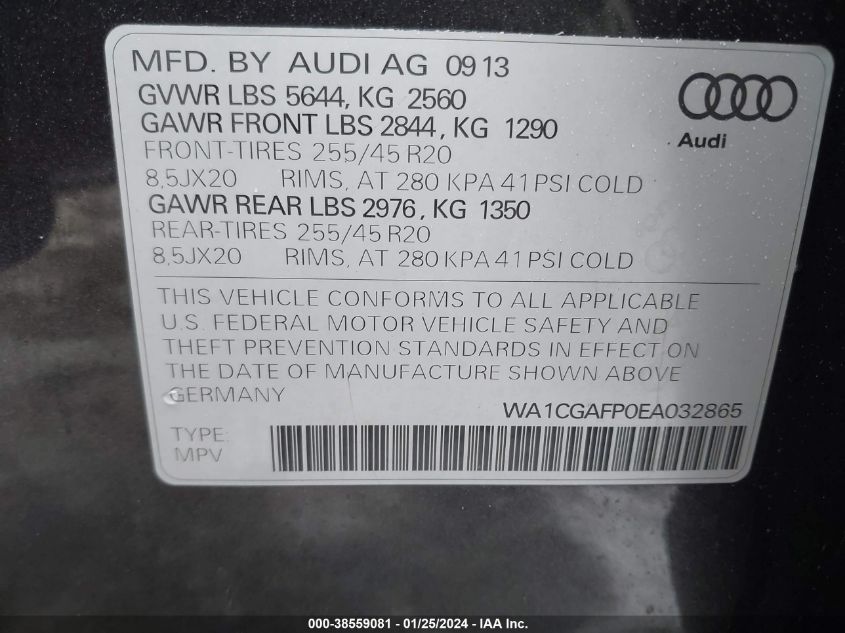 MFD. BY AUDI AG 09 13
GVWR LBS 5644, KG 2560
GAWR FRONT LBS 2844, KG 1290
FRONT-TIRES 255/45 R20
8,5JX20 RIMS, AT 280 KPA 41 PSI COLD
GAWR REAR LBS 2976, KG 1350
REAR-TIRES 255/45 R20
8,5JX20 RIMS, AT 280 KPA 41 PSI COLD
Audi
THIS VEHICLE CONFORMS TO ALL APPLICABLE
U.S. FEDERAL MOTOR VEHICLE SAFETY AND
THEFT PREVENTION STANDARDS IN EFFECT ON
THE DATE OF MANUFACTURE SHOWN ABOVE
GERMANY
WA1CGAFP0EA032865
TYPE:
MPV
000-38559081 - 01/25/2024 - IAA Inc.